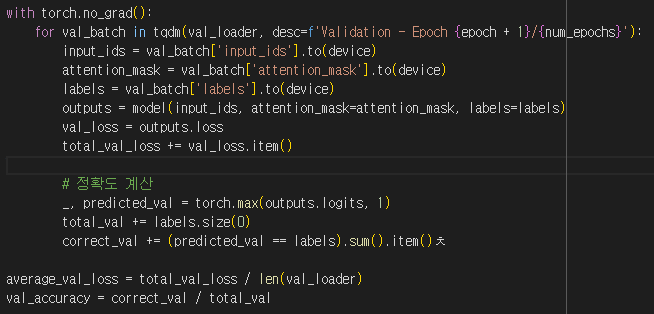 with torch.no_grad():
    for val_batch in tqdm(val_loader, desc=f'Validation - Epoch {epoch + 1}/{num_epochs}'):
        input_ids = val_batch['input_ids'].to(device)
        attention_mask = val_batch['attention_mask'].to(device)
        labels = val_batch['labels'].to(device)
        outputs = model(input_ids, attention_mask=attention_mask, labels=labels)
        val_loss = outputs.loss
        total_val_loss += val_loss.item()

        # 정확도 계산
        _, predicted_val = torch.max(outputs.logits, 1)
        total_val += labels.size(0)
        correct_val += (predicted_val == labels).sum().item()ㅊ

average_val_loss = total_val_loss / len(val_loader)
val_accuracy = correct_val / total_val